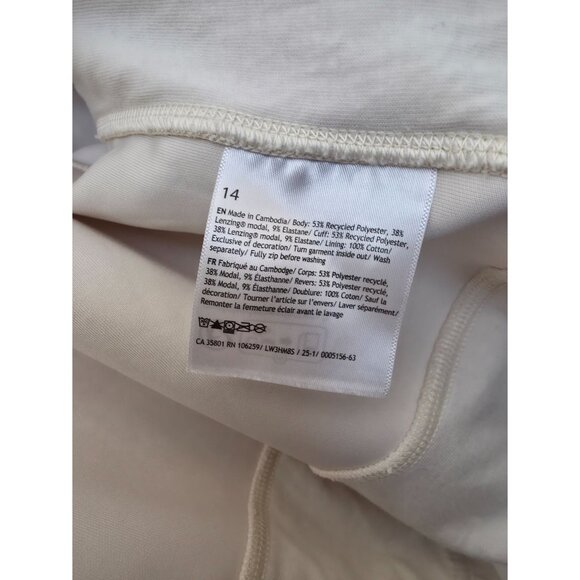 14
EN Made in Cambodia/ Body: 53% Recycled Polyester, 38%
Lenzing® modal, 9% Elastane/ Cuff: 53% Recycled Polyester,
38% Lenzing® modal, 9% Elastane/ Lining: 100% Cotton/
Exclusive of decoration/ Turn garment inside out/ Wash
separately/ Fully zip before washing
FR Fabriqué au Cambodge/ Corps: 53% Polyester recyclé,
38% Modal, 9% Élasthanne/ Revers: 53% Polyester recyclé,
38% Modal, 9% Élasthanne/ Doublure: 100% Coton/ Sauf la
décoration/ Tourner l'article sur l'envers/ Laver séparément/
Remonter la fermeture éclair avant le lavage
CA 35801 RN 106259/ LW3HM8S / 25-1/ 0005156-63